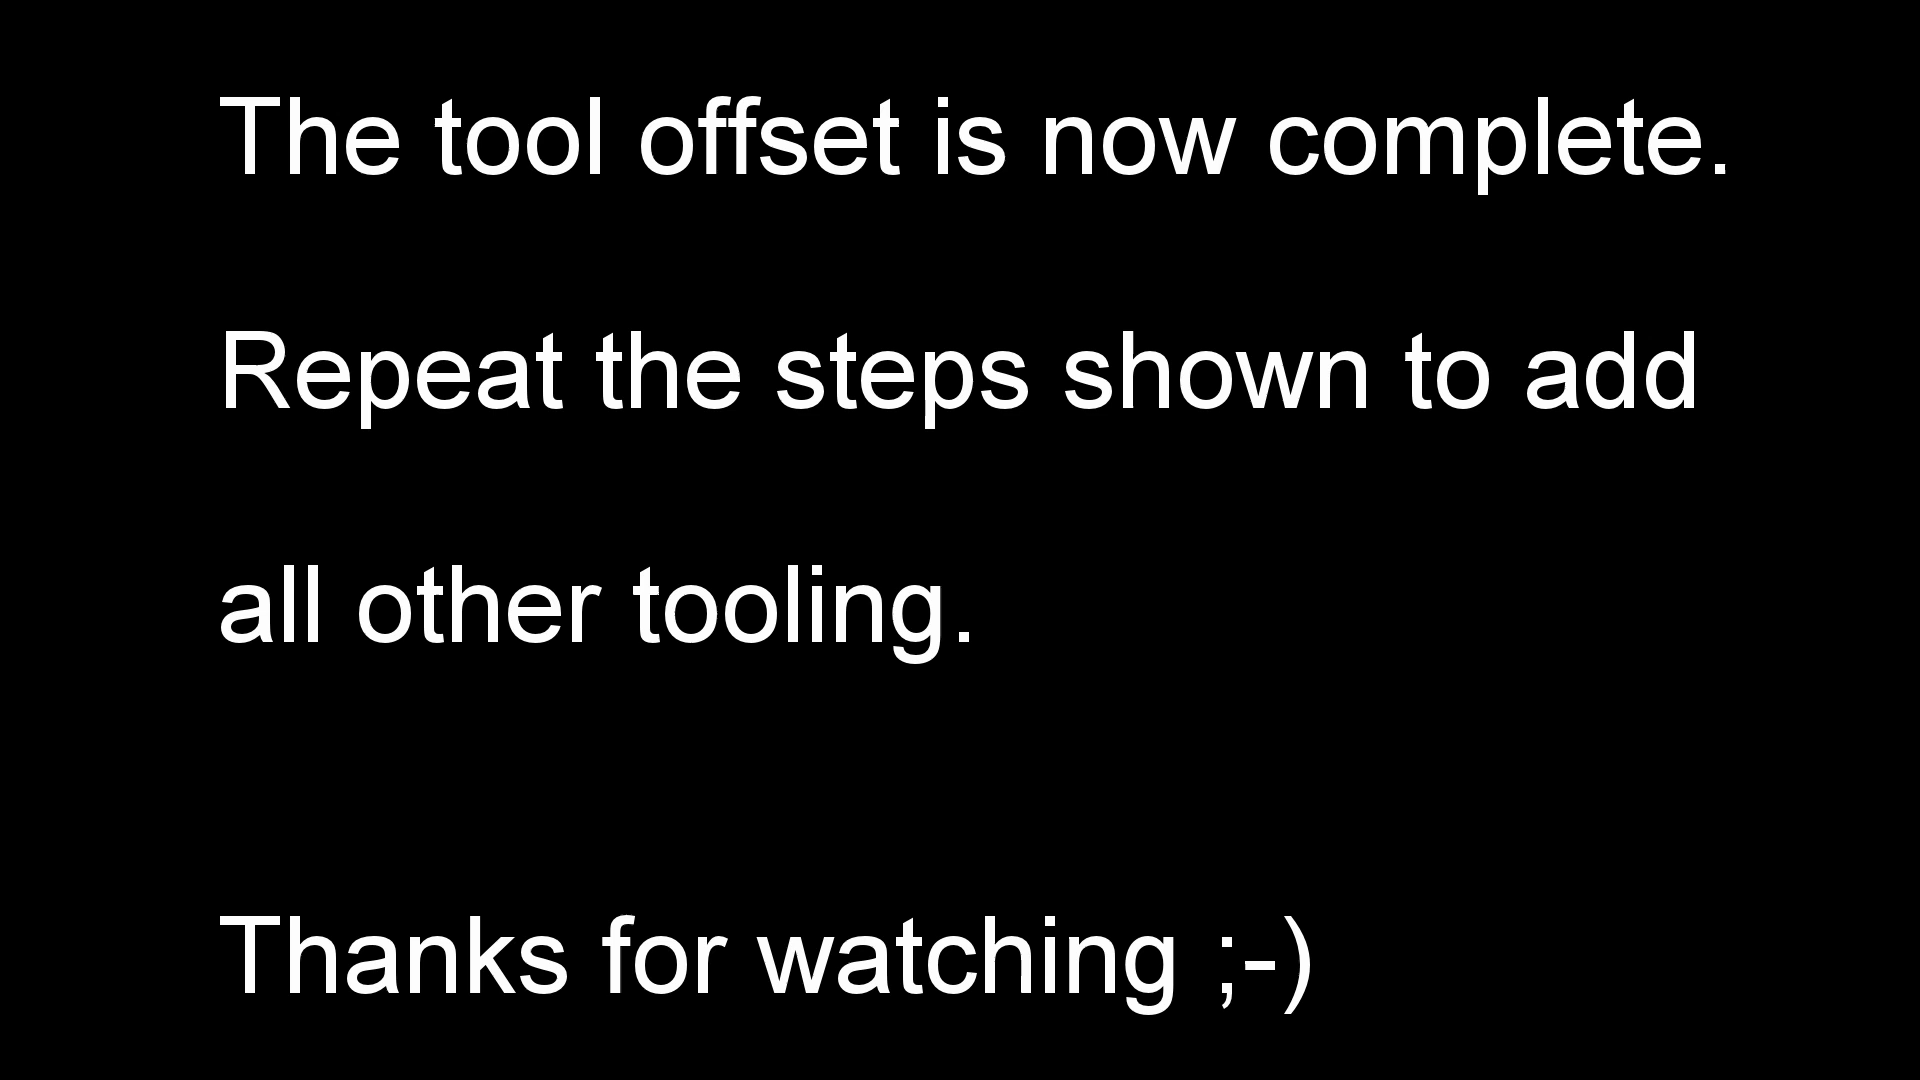 The tool offset is now complete.
Repeat the steps shown to add
all other tooling.
Thanks for watching ;-)